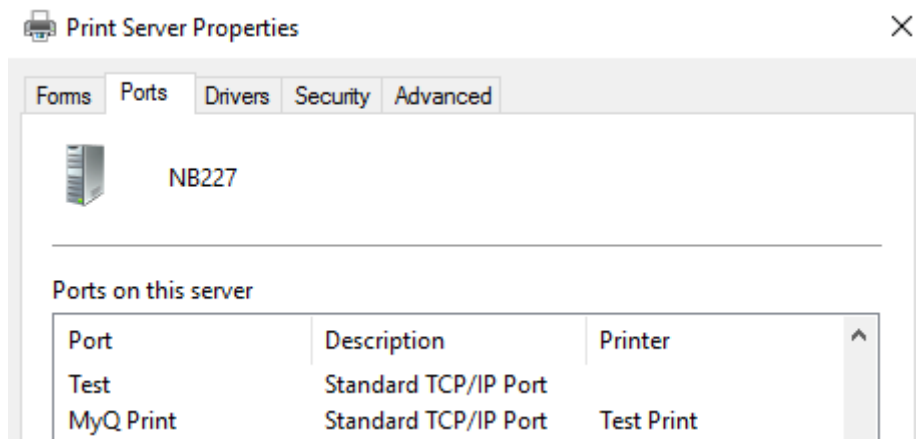 Print Server Properties
Forms Ports Drivers Security Advanced
NB227
Ports on this server
Port Description Printer
Test Standard TCP/IP Port
MyQ Print Standard TCP/IP Port Test Print